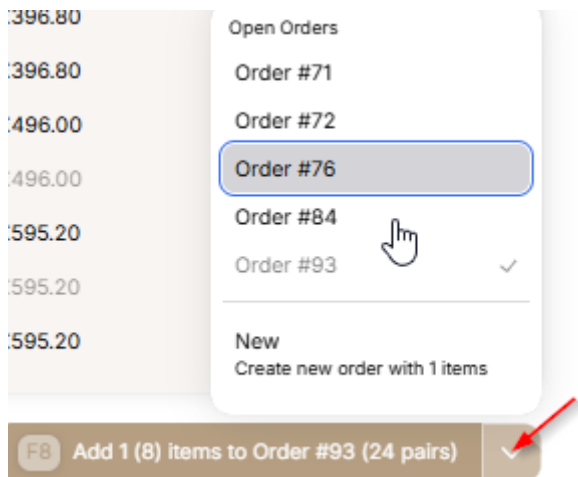 396.80
Open Orders
396.80
Order #71
496.00
Order #72
496.00
Order #76
595.20
Order #84
595.20
Order #93
595.20
New
Create new order with 1 items
F8 Add 1 (8) items to Order #93 (24 pairs)